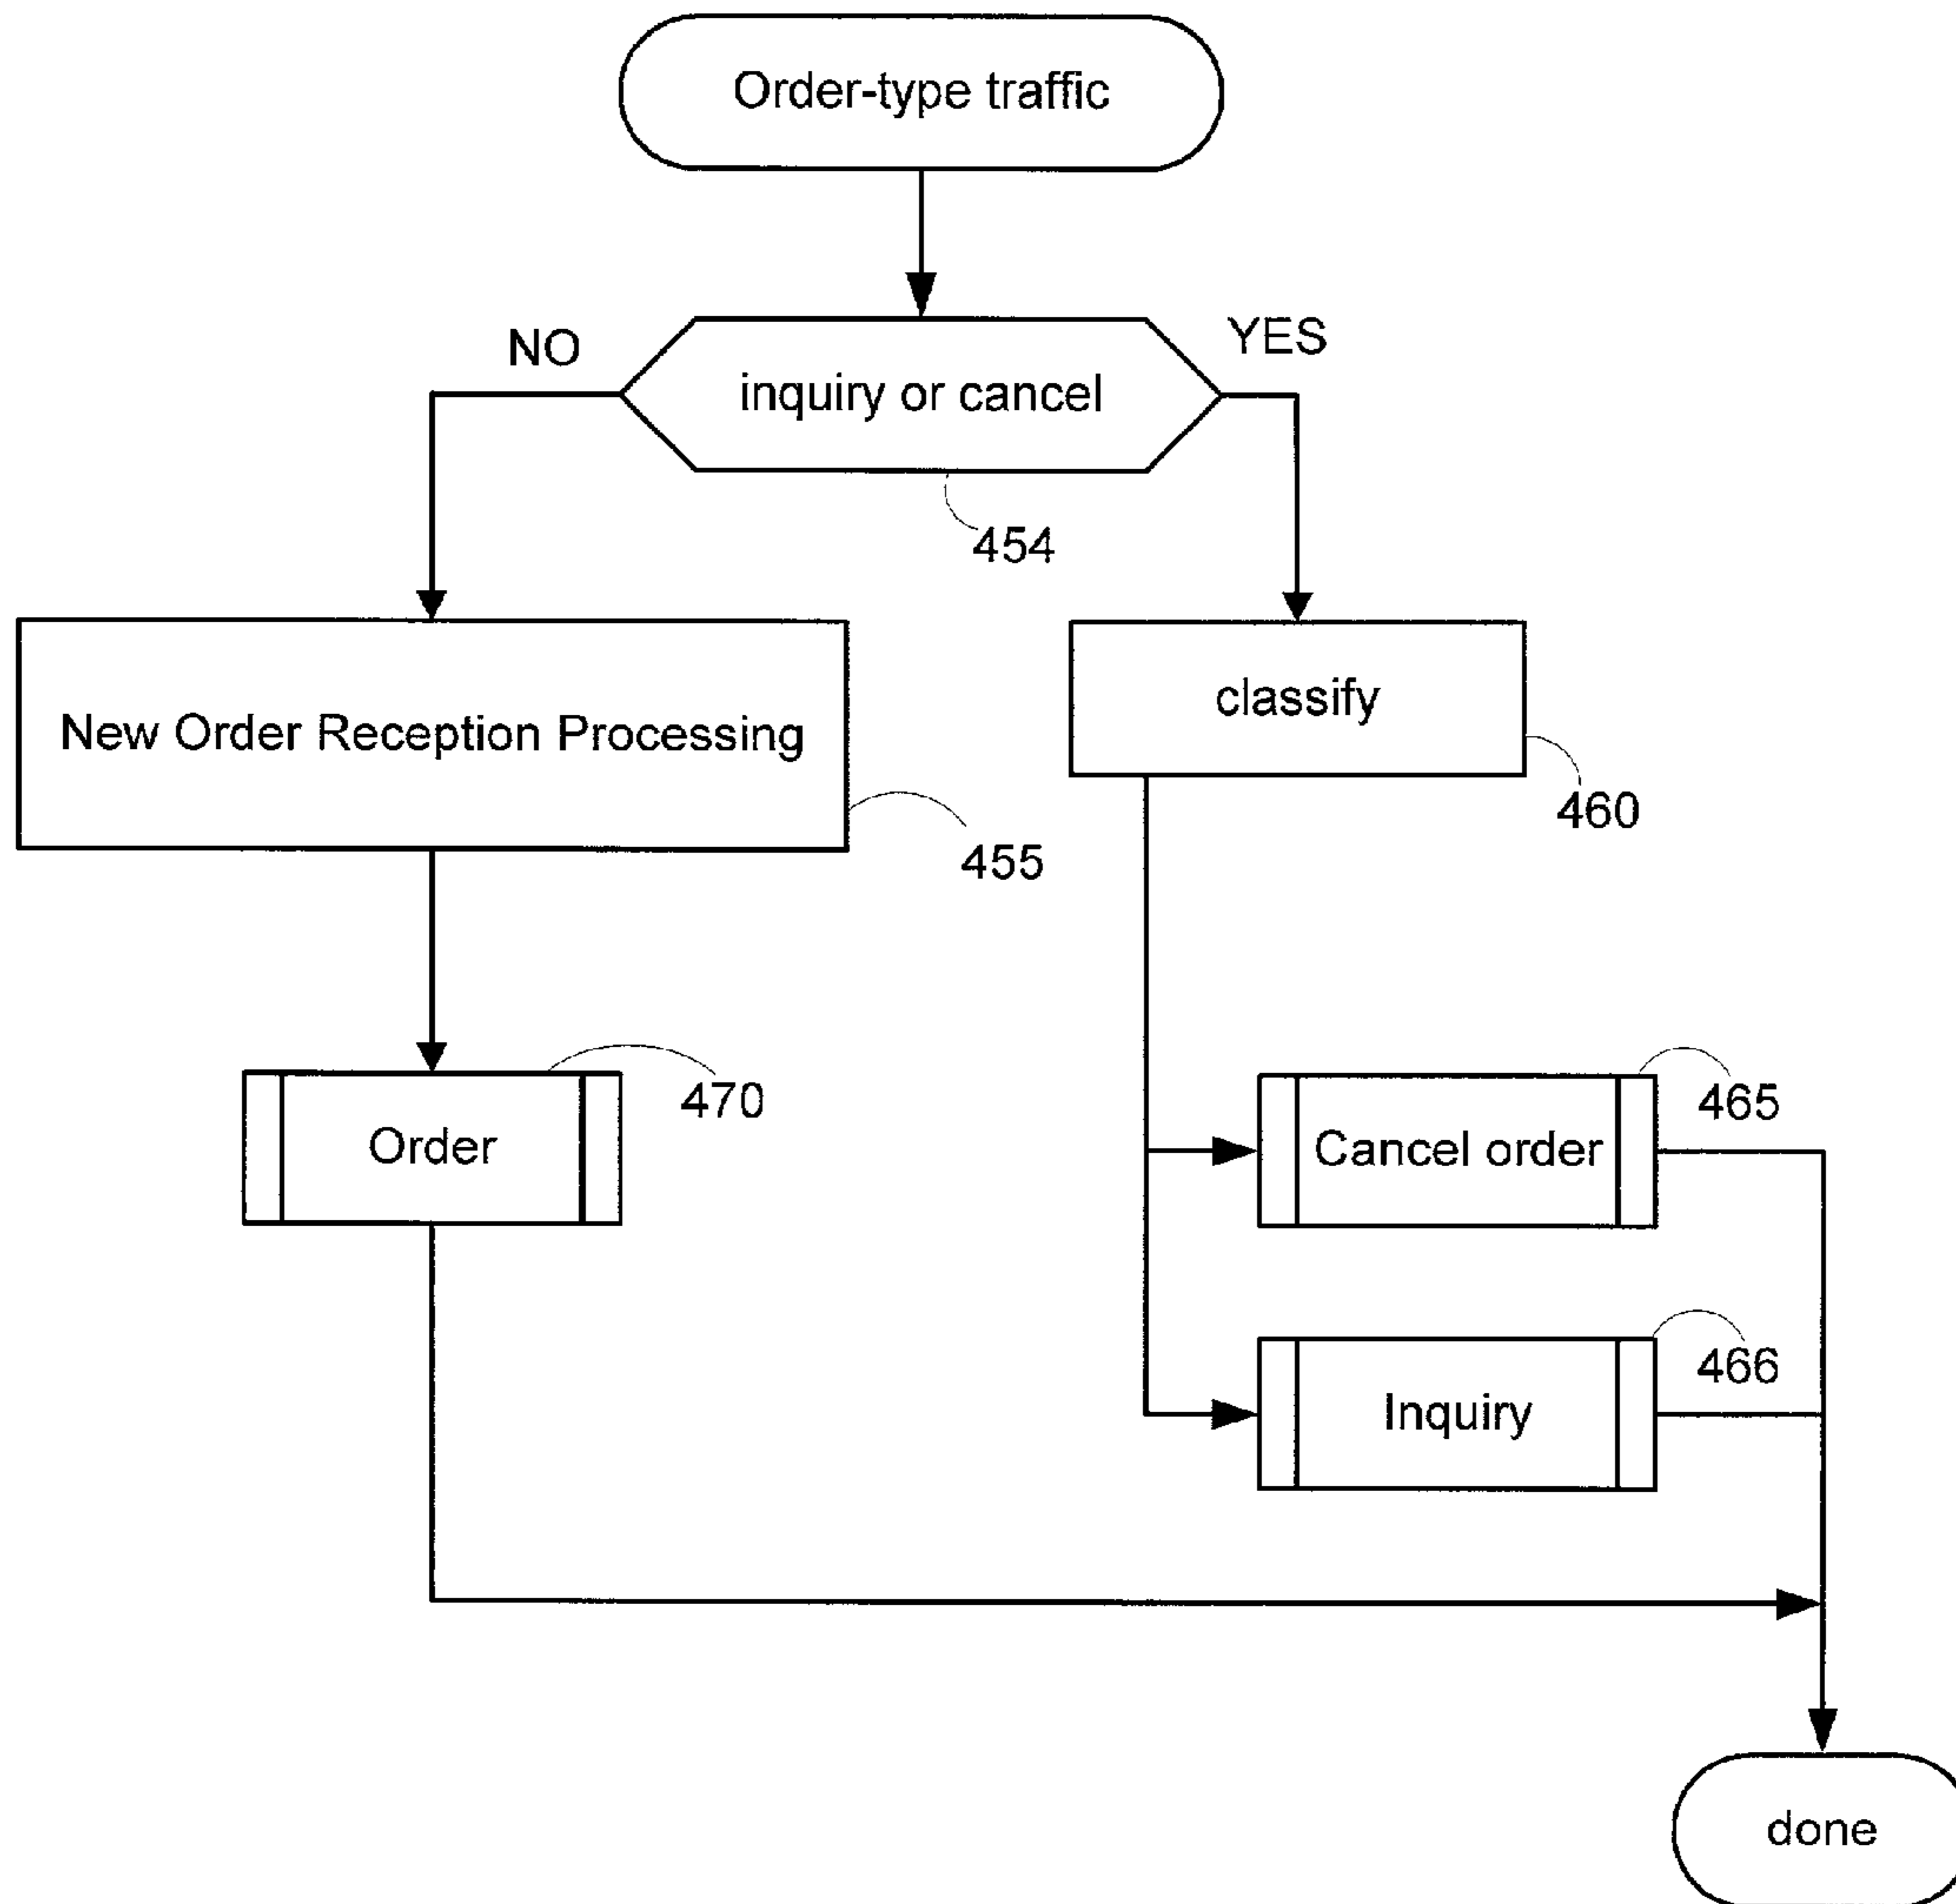 Order-type traffic
NO
YES
inquiry or cancel
454
New Order Reception Processing
classify
460
455
470
Order
465
Cancel order
466
Inquiry
done